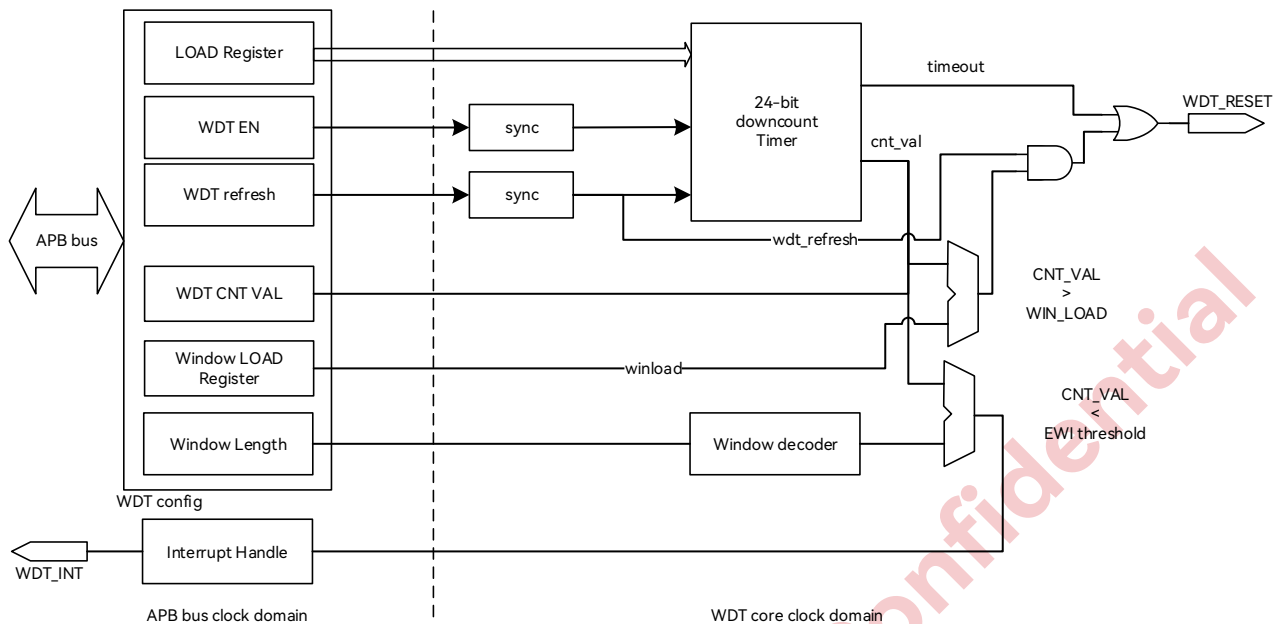 LOAD Register
WDT EN
WDT refresh
APB bus
WDT CNT VAL
Window LOAD
Register
Window Length
WDT config
Interrupt Handle
WDT_INT
APB bus clock domain
sync
sync
24-bit
downcount
Timer
timeout
cnt_val
WDT_RESET
wdt_refresh
CNT_VAL
>
WIN_LOAD
winload
Window decoder
CNT_VAL
<
EWI threshold
WDT core clock domain
confidential